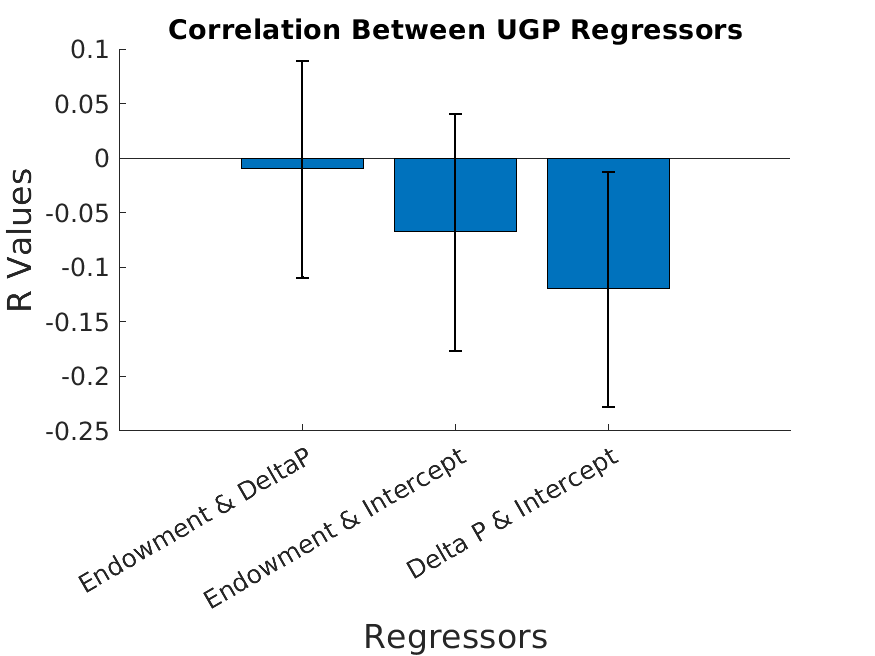 Correlation Between UGP Regressors
0.1
0.05
0
-0.05
-0.1
-0.15
-0.2
-0.25
R Values
Endowment & DeltaP
Endowment & Intercept
Delta P & Intercept
Regressors